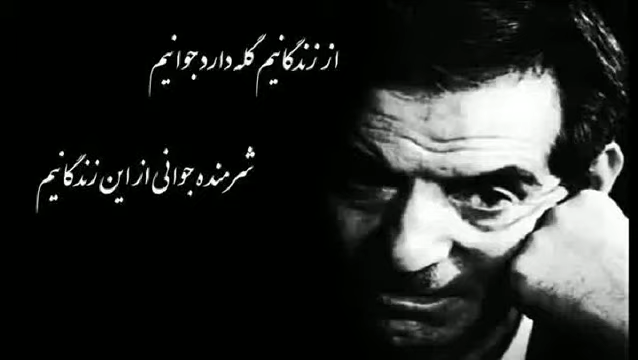 از زندگانیم گله دارد جوانیم
شرمنده جوانی از این زندگانیم